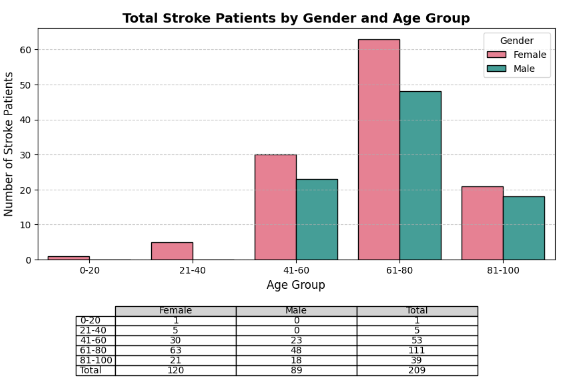 Total Stroke Patients by Gender and Age Group
Number of Stroke Patients
60
50
40
30
20
10
0
Gender
Female
Male
0-20 21-40 41-60 61-80 81-100
Age Group
Female Male Total
0-20 1 0 1
21-40 5 0 5
41-60 30 23 53
61-80 63 48 111
81-100 21 18 39
Total 120 89 209